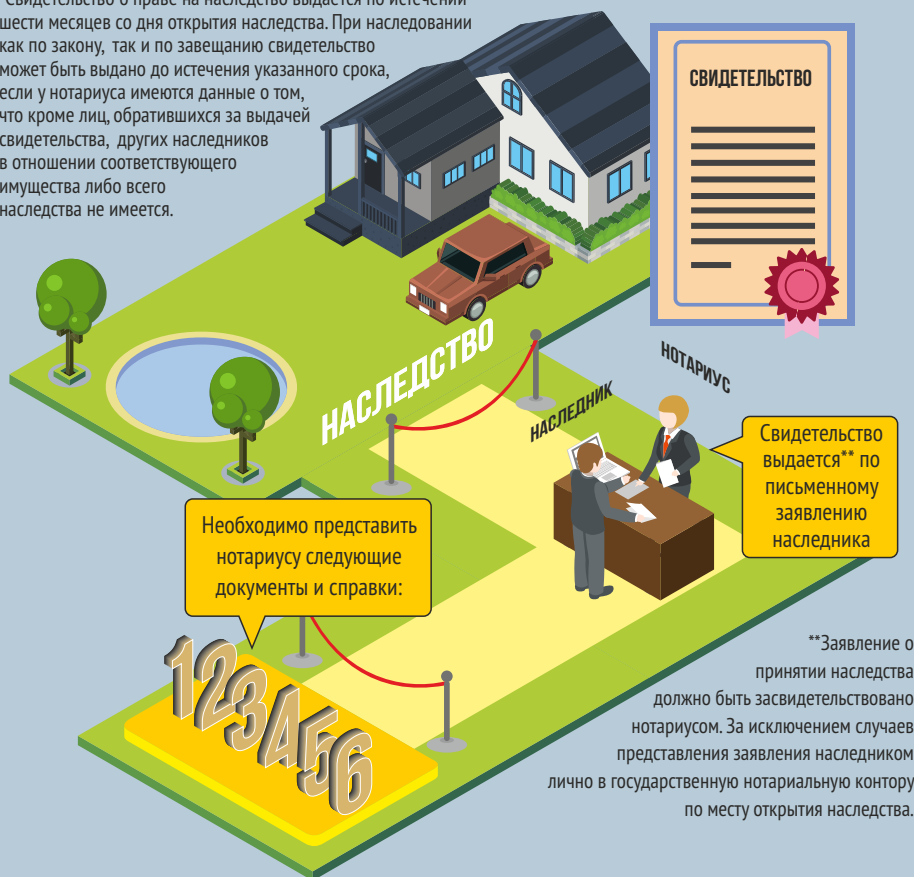 Свидетельство о праве на наследство выдается по истечении
шести месяцев со дня открытия наследства. При наследовании
как по закону, так и по завещанию свидетельство
может быть выдано до истечения указанного срока,
если у нотариуса имеются данные о том,
что кроме лиц, обратившихся за выдачей
свидетельства, других наследников
в отношении соответствующего
имущества либо всего
наследства не имеется.
СВИДЕТЕЛЬСТВО
НАСЛЕДСТВО
НОТАРИУС
НАСЛЕДНИК
Свидетельство
выдается** по
письменному
заявлению
наследника
Необходимо представить
нотариусу следующие
документы и справки:
123456
**Заявление о
принятии наследства
должно быть засвидетельствовано
нотариусом. За исключением случаев
представления заявления наследником
лично в государственную нотариальную контору
по месту открытия наследства.